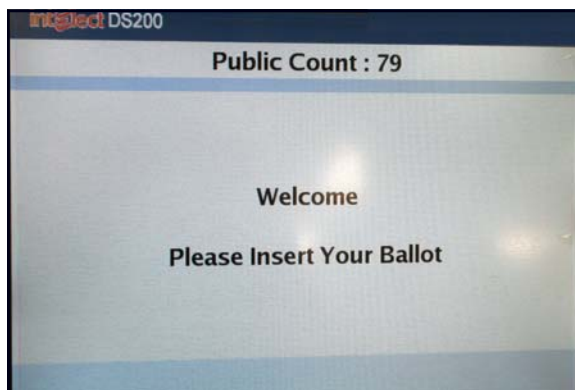 intElect DS200
Public Count : 79
Welcome
Please Insert Your Ballot